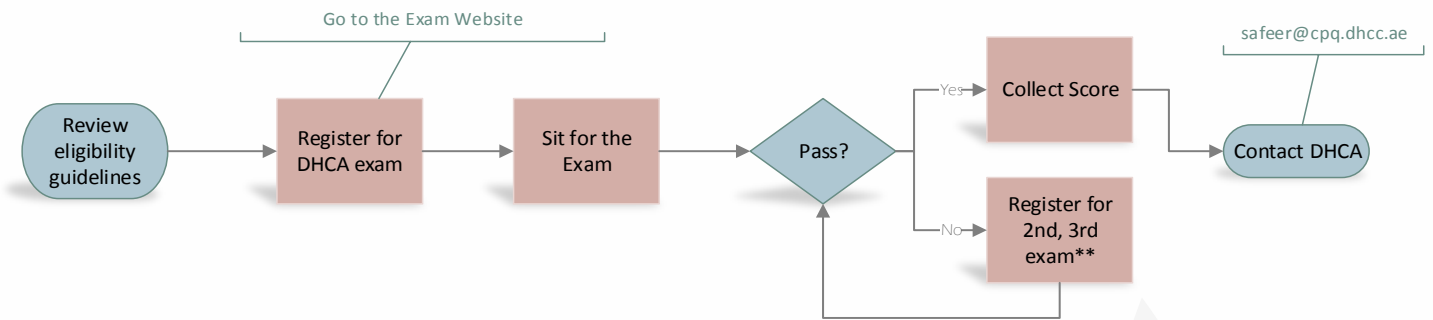 Go to the Exam Website
safeer@cpq.dhcc.ae
Review
eligibility
guidelines
Register for
DHCA exam
Sit for the
Exam
Pass?
Yes
Collect Score
Contact DHCA
No
Register for
2nd, 3rd
exam**